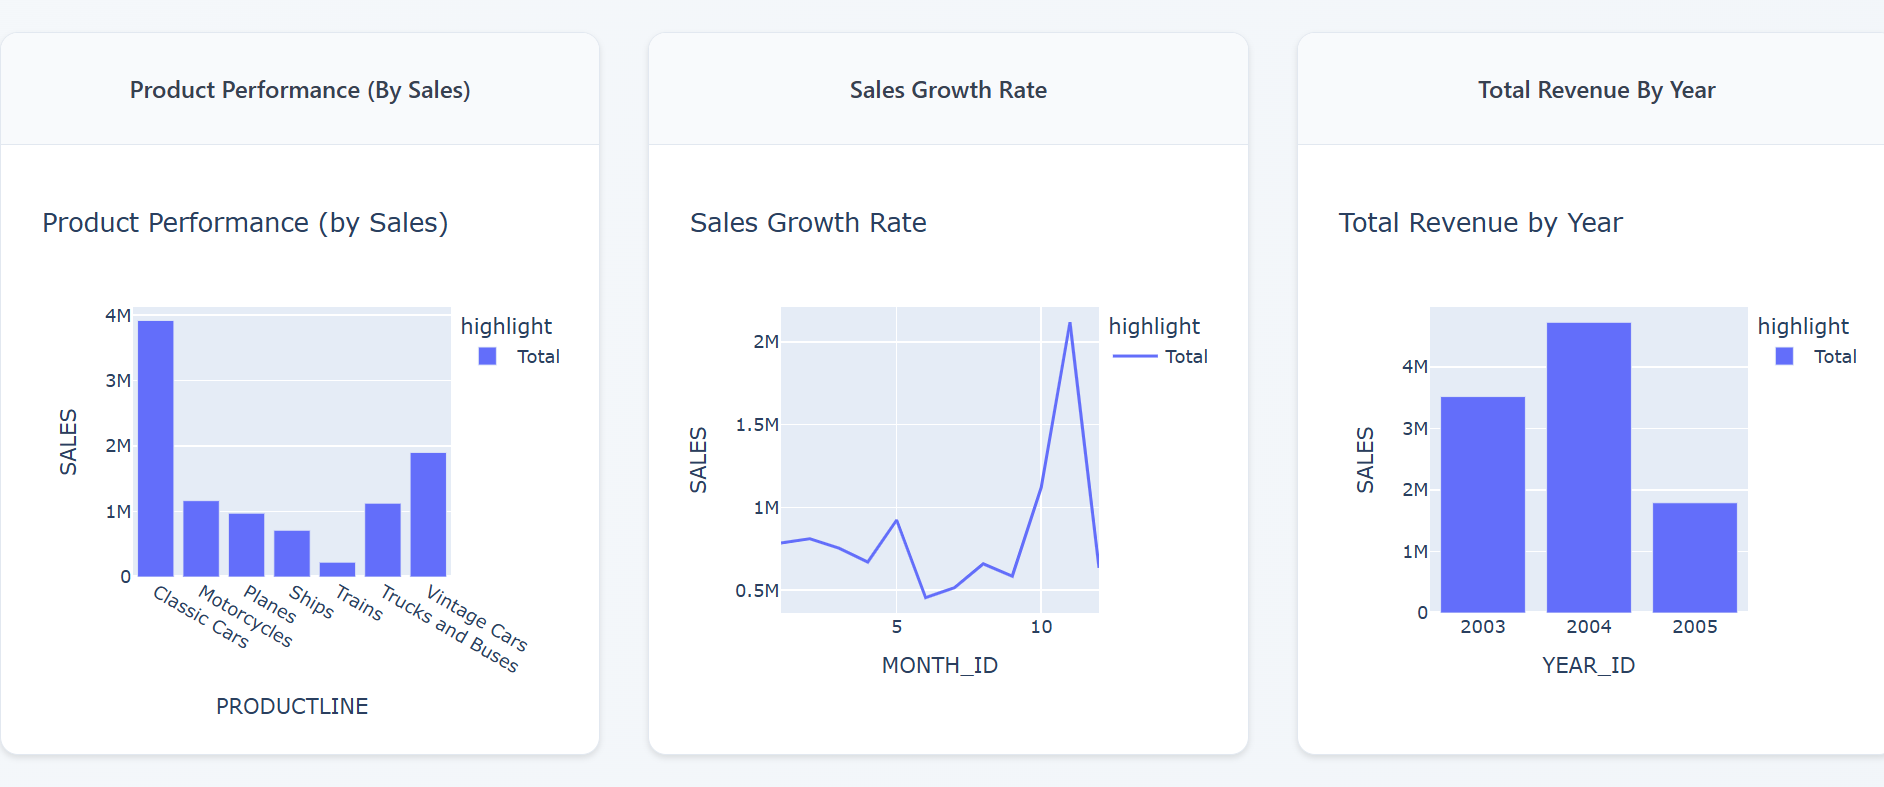 Product Performance (By Sales)
Product Performance (by Sales)
highlight
Total
4M
3M
2M
1M
0
SALES
Classic Cars
Motorcycles
Planes
Ships
Trains
Trucks and Buses
Vintage Cars
PRODUCTLINE
Sales Growth Rate
Sales Growth Rate
highlight
Total
2M
1.5M
1M
0.5M
SALES
5
10
MONTH_ID
Total Revenue By Year
Total Revenue by Year
highlight
Total
4M
3M
2M
1M
0
SALES
2003
2004
2005
YEAR_ID